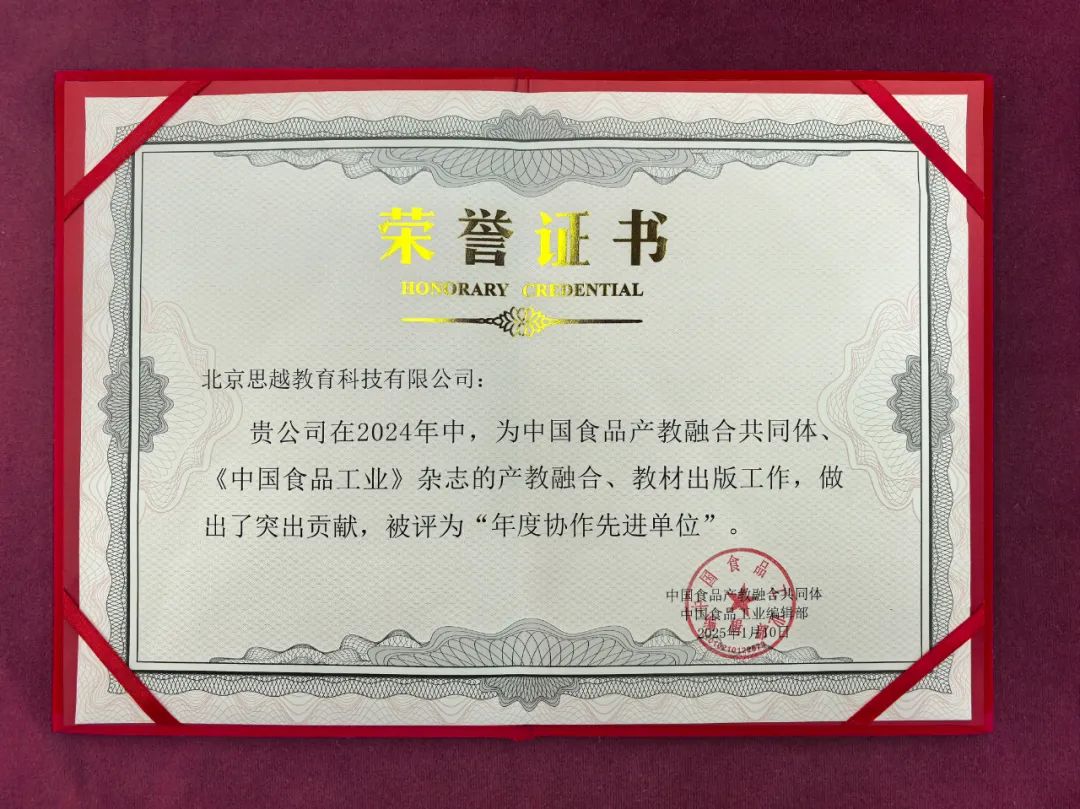 荣誉证书
HONORARY CREDENTIAL
北京思越教育科技有限公司：
贵公司在2024年中，为中国食品产教融合共同体、
《中国食品工业》杂志的产教融合、教材出版工作，做
出了突出贡献，被评为“年度协作先进单位”。
中国食品产教融合共同体
中国食品工业编辑部
2025年1月10日